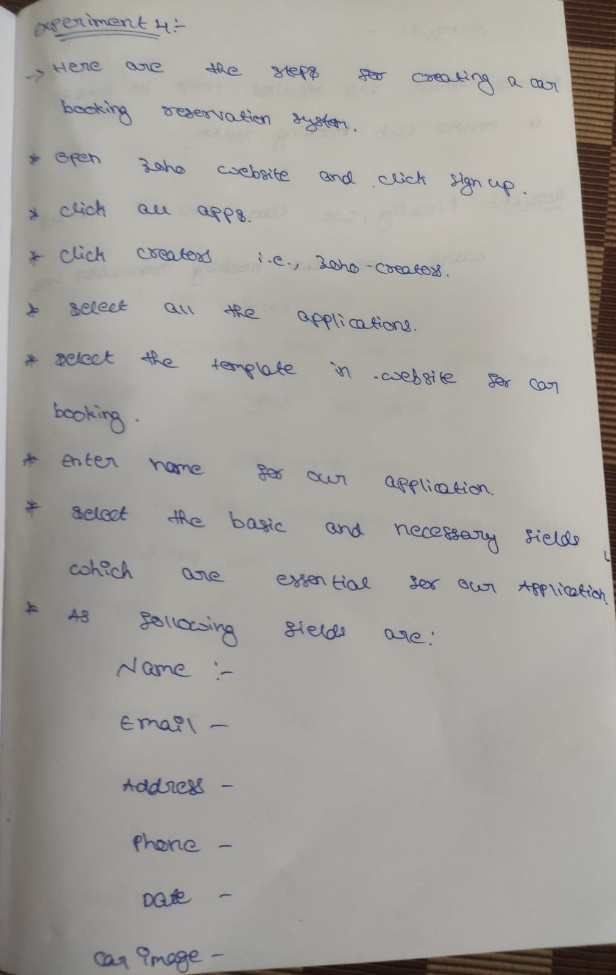 Experiment 4:-
-> Here are the steps for creating a car
booking reservation system.
* open Zoho website and click sign up.
* click all apps.
* click creators i.e., Zoho-creators.
* select all the applications.
* select the template in website for car
booking.
* enter name for our application.
* select the basic and necessary fields
which are essential for our Application
* As following fields are:
Name :-
Email -
Address -
Phone -
Date -
Car image -